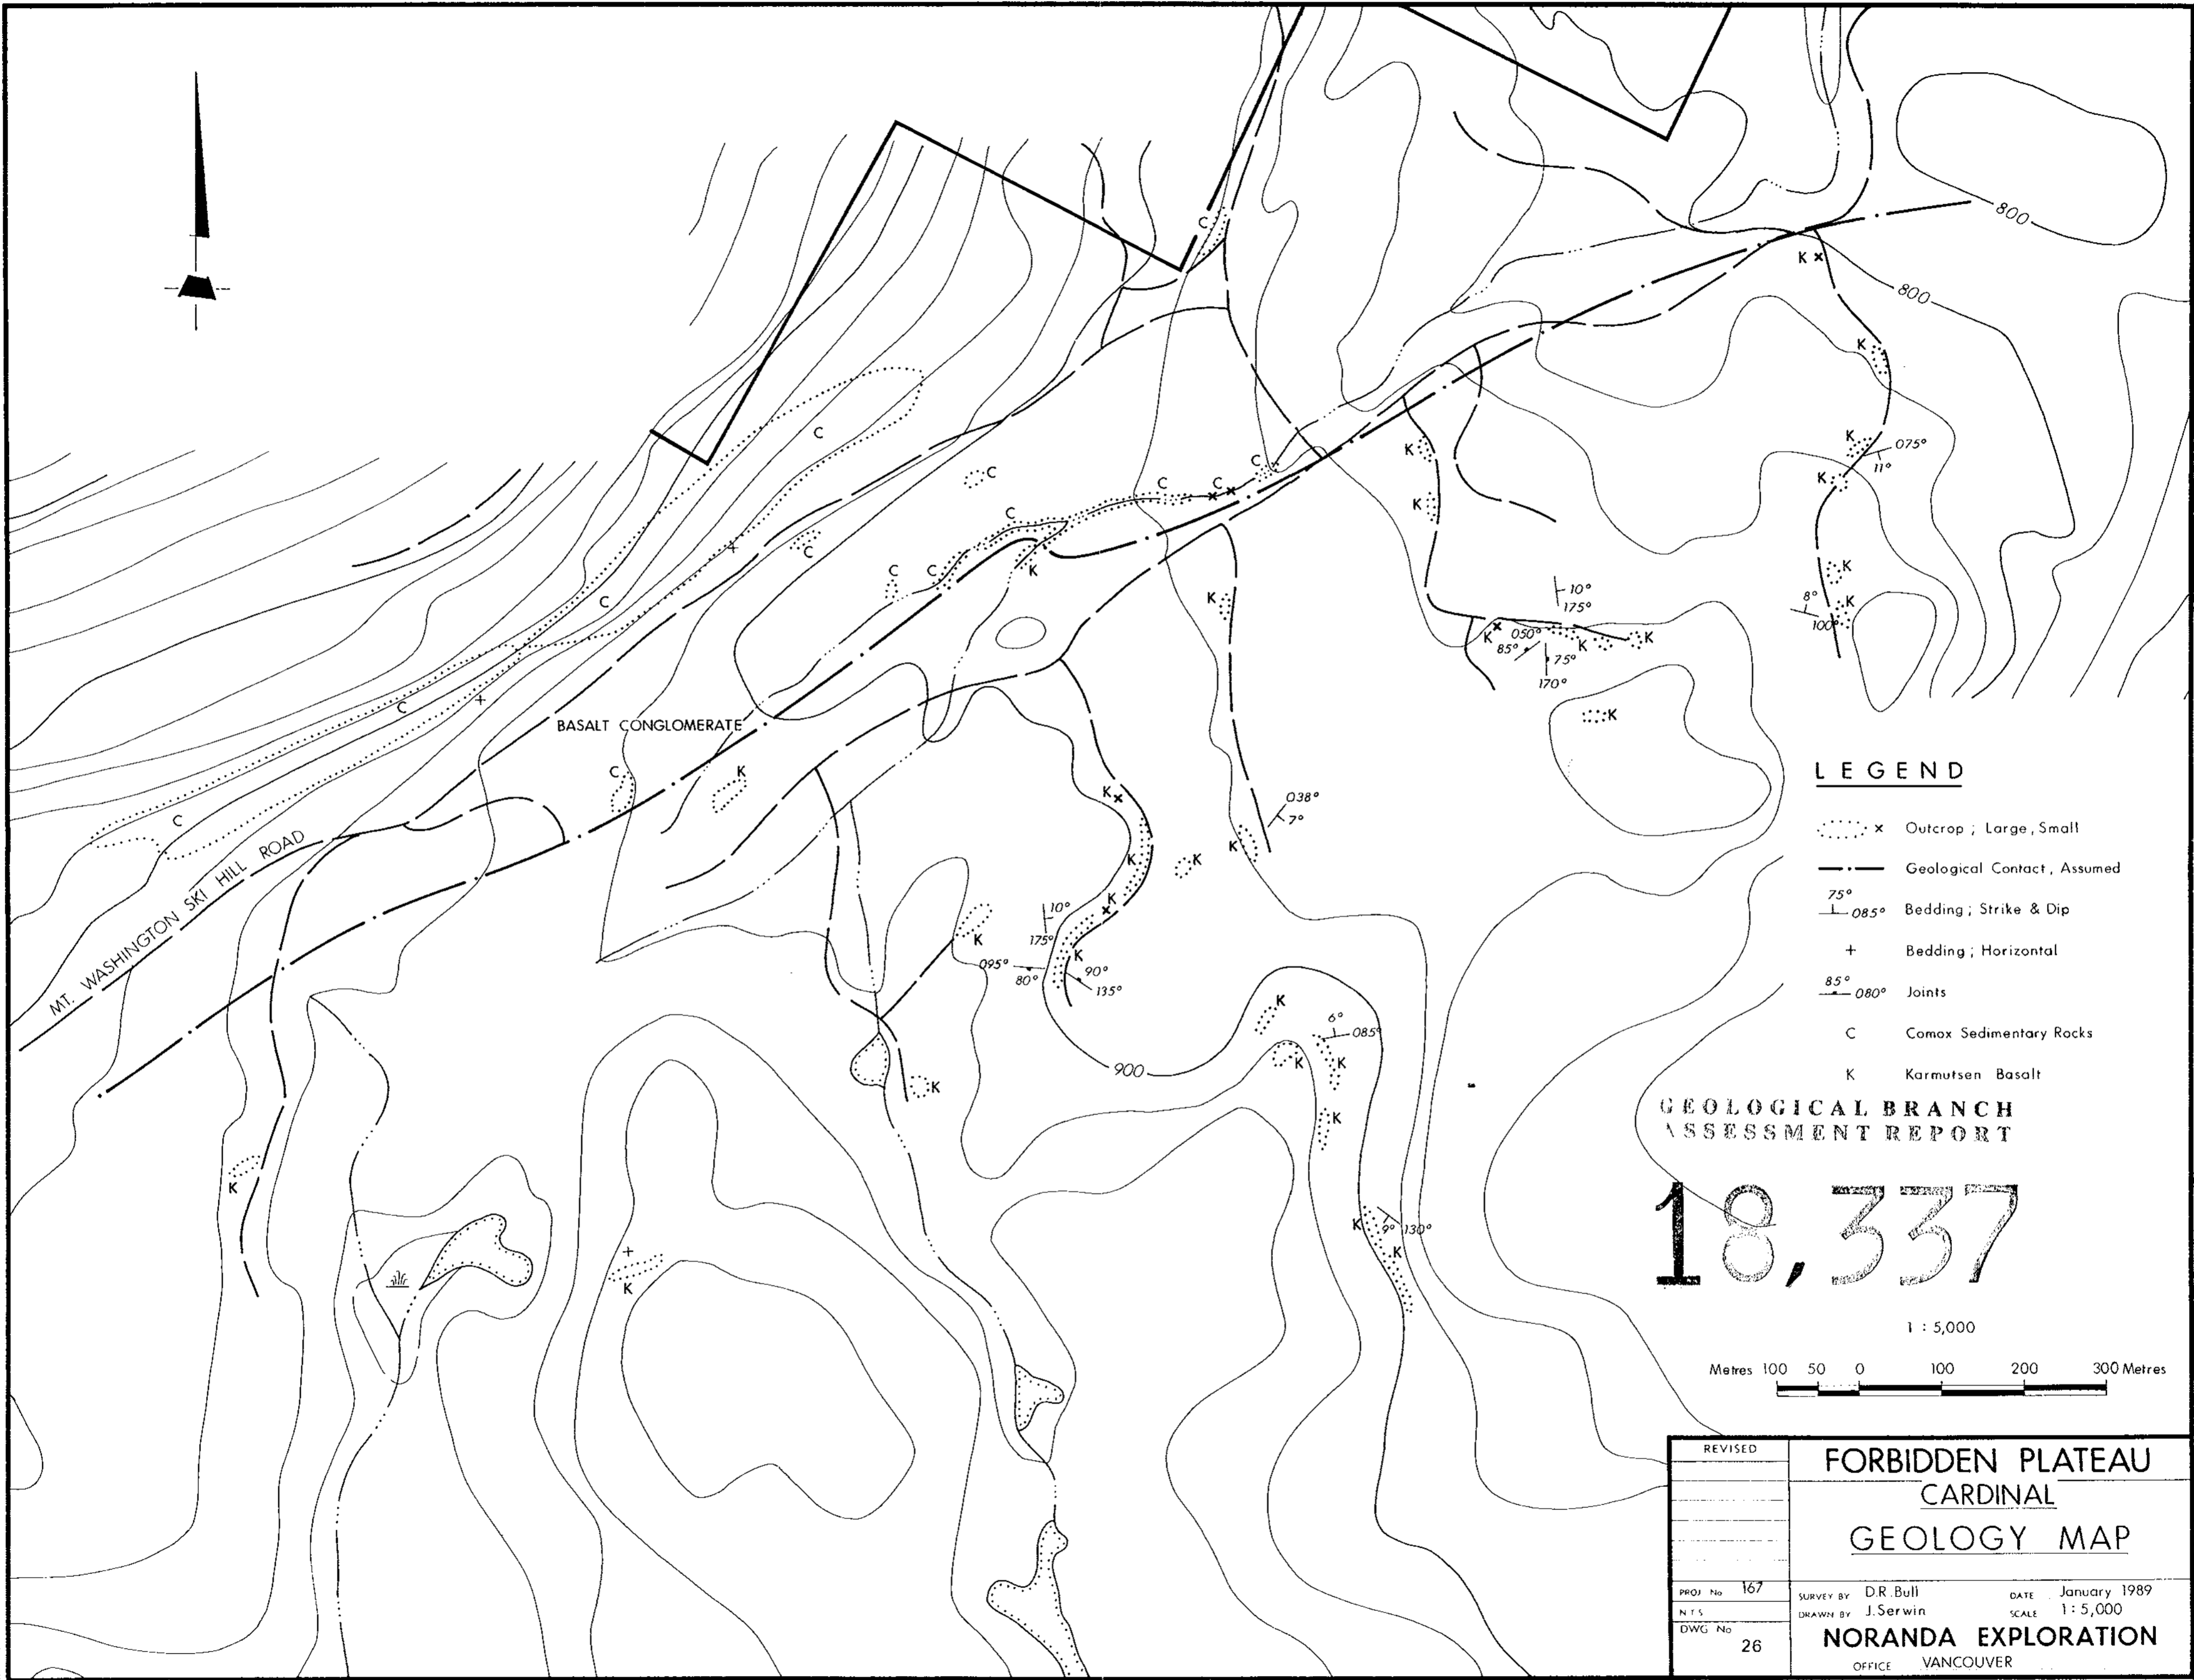 C
800
K ×
800
K
C
K
075°
11°
C
C
C
C
K
K
K
C
C
K
C
C
K
C
K
10°
175°
8°
K
100°
K
050°
85°
K
K
75°
170°
K
C
BASALT CONGLOMERATE
C
K
K
038°
7°
K
K
K
C
MT. WASHINGTON SKI HILL ROAD
K
K
10°
175°
K
095°
80°
90°
135°
K
6°
085°
K
K
900
K
K
K
K
9°
130°
K
K
LEGEND
× Outcrop ; Large, Small
Geological Contact, Assumed
75°
085° Bedding ; Strike & Dip
+ Bedding ; Horizontal
85°
080° Joints
C Comox Sedimentary Rocks
K Karmutsen Basalt
GEOLOGICAL BRANCH
ASSESSMENT REPORT
18,337
1 : 5,000
Metres 100 50 0 100 200 300 Metres
REVISED
FORBIDDEN PLATEAU
CARDINAL
GEOLOGY MAP
PROJ No 167
SURVEY BY D.R.Bull DATE January 1989
NTS
DRAWN BY J.Serwin SCALE 1:5,000
DWG No
26
NORANDA EXPLORATION
OFFICE VANCOUVER